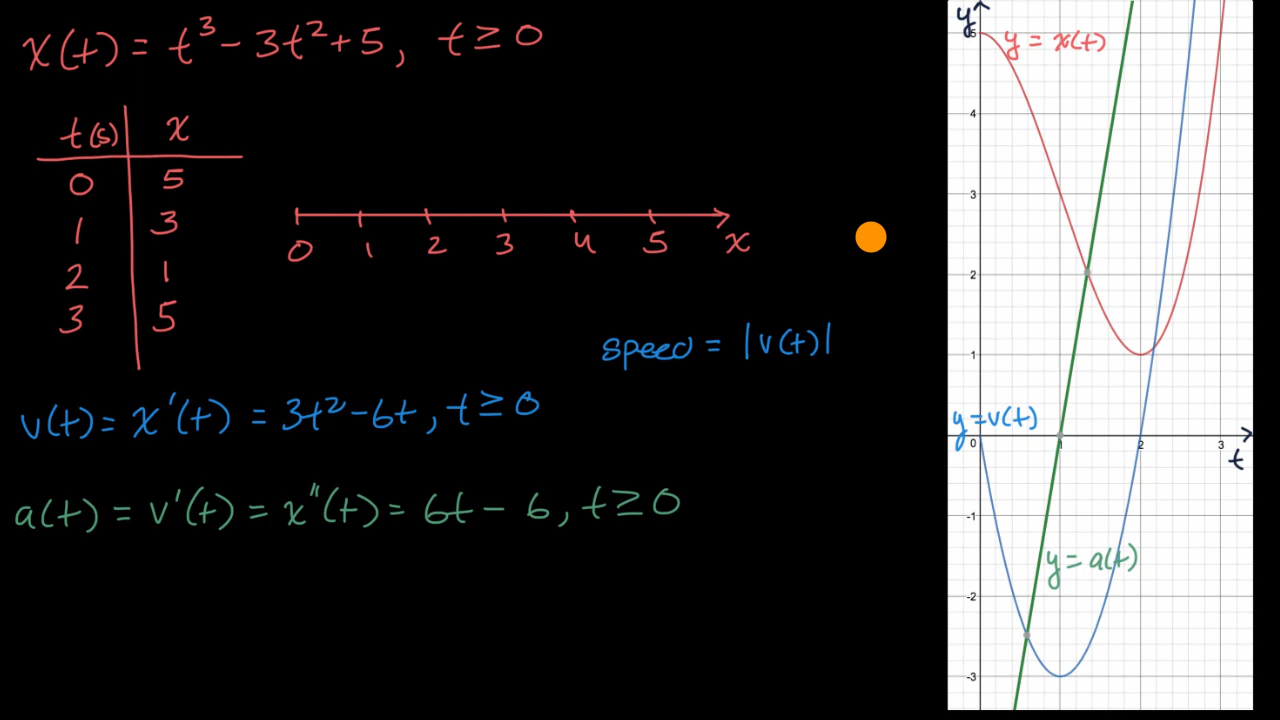 x(t) = t³ - 3t² + 5, t ≥ 0
t(s) x
0 5
1 3
2 1
3 5
0 1 2 3 4 5 x
speed = |v(t)|
v(t) = x'(t) = 3t² - 6t, t ≥ 0
a(t) = v'(t) = x''(t) = 6t - 6, t ≥ 0
y
5
y = x(t)
4
3
2
1
y = v(t)
0 1 2 3
t
-1
y = a(t)
-2
-3